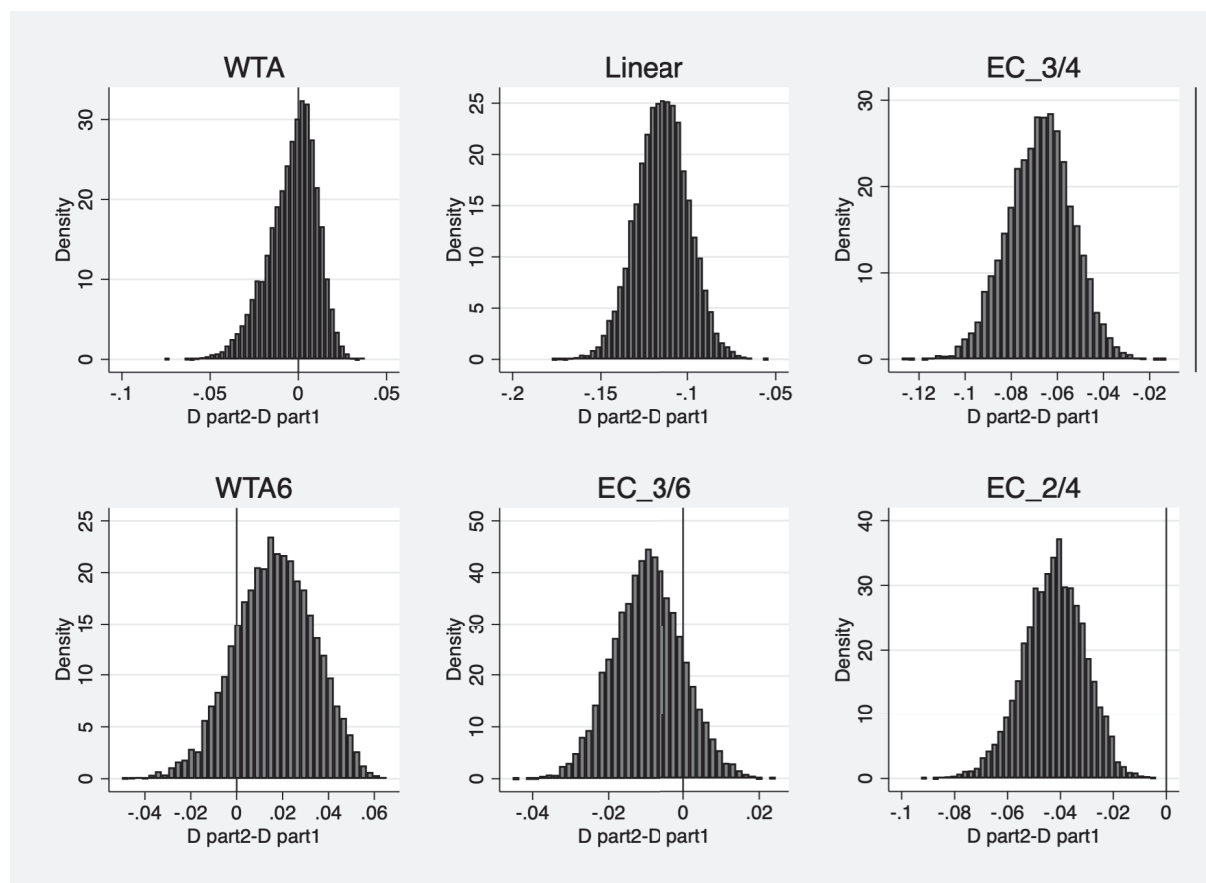 WTA
Density
0 10 20 30
-.1 -.05 0 .05
D part2-D part1
Linear
Density
0 5 10 15 20 25
-.2 -.15 -.1 -.05
D part2-D part1
EC_3/4
Density
0 10 20 30
-.12 -.1 -.08 -.06 -.04 -.02
D part2-D part1
WTA6
Density
0 5 10 15 20 25
-.04 -.02 0 .02 .04 .06
D part2-D part1
EC_3/6
Density
0 10 20 30 40 50
-.04 -.02 0 .02
D part2-D part1
EC_2/4
Density
0 10 20 30 40
-.1 -.08 -.06 -.04 -.02 0
D part2-D part1